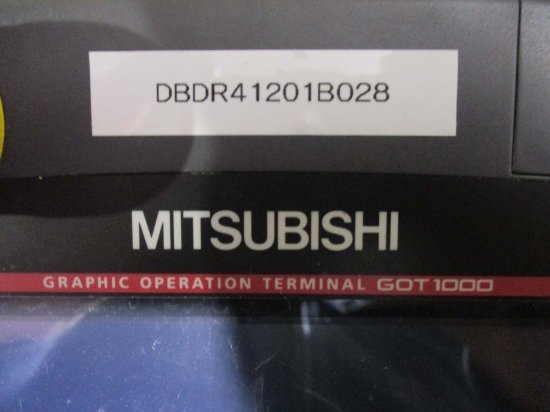 DBDR41201B028
MITSUBISHI
GRAPHIC OPERATION TERMINAL GOT1000